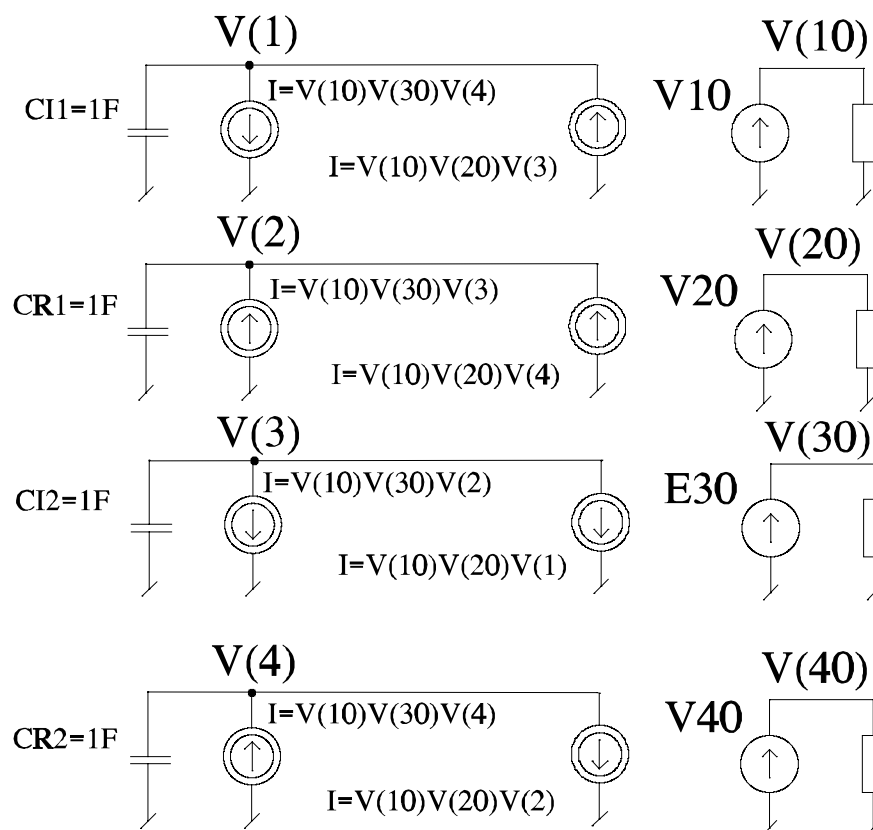 V(1)
V(10)
I=V(10)V(30)V(4)
V10
CI1=1F
I=V(10)V(20)V(3)
V(2)
V(20)
I=V(10)V(30)V(3)
V20
CR1=1F
I=V(10)V(20)V(4)
V(3)
V(30)
I=V(10)V(30)V(2)
E30
CI2=1F
I=V(10)V(20)V(1)
V(4)
V(40)
I=V(10)V(30)V(4)
V40
CR2=1F
I=V(10)V(20)V(2)